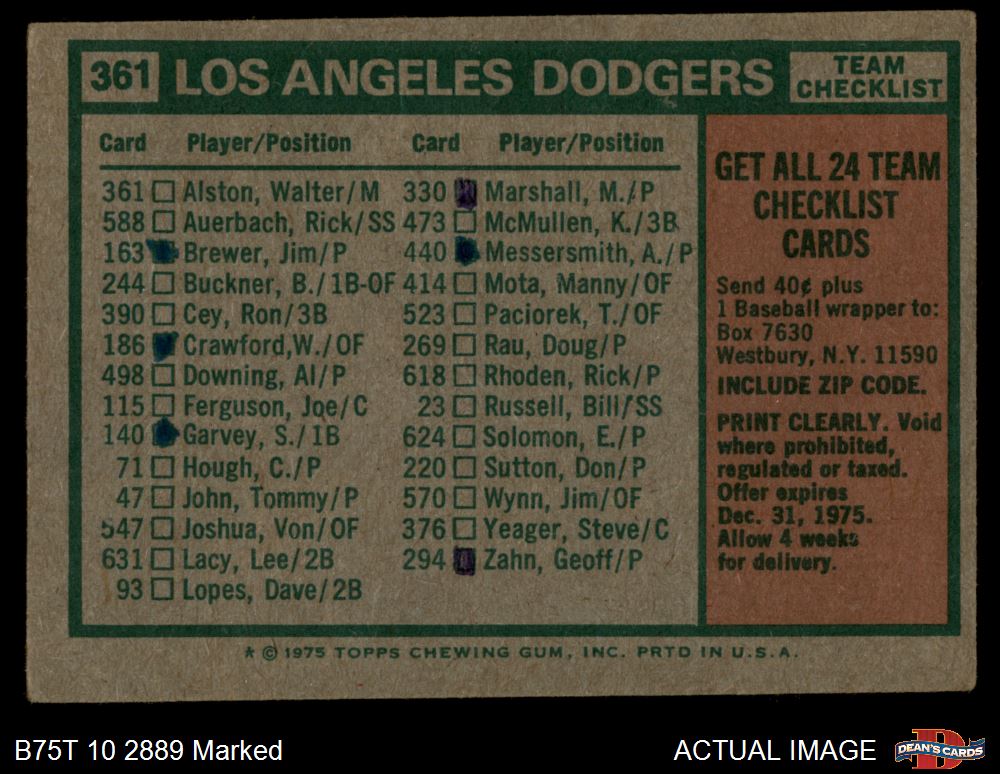 361 LOS ANGELES DODGERS TEAM CHECKLIST
Card Player/Position
361 Alston, Walter/M
588 Auerbach, Rick/SS
163 Brewer, Jim/P
244 Buckner, B./1B-OF
390 Cey, Ron/3B
186 Crawford,W./OF
498 Downing, Al/P
115 Ferguson, Joe/C
140 Garvey, S./1B
71 Hough, C./P
47 John, Tommy/P
547 Joshua, Von/OF
631 Lacy, Lee/2B
93 Lopes, Dave/2B
Card Player/Position
330 Marshall, M./P
473 McMullen, K./3B
440 Messersmith, A./P
414 Mota, Manny/OF
523 Paciorek, T./OF
269 Rau, Doug/P
618 Rhoden, Rick/P
23 Russell, Bill/SS
624 Solomon, E./P
220 Sutton, Don/P
570 Wynn, Jim/OF
376 Yeager, Steve/C
294 Zahn, Geoff/P
GET ALL 24 TEAM
CHECKLIST
CARDS
Send 40¢ plus
1 Baseball wrapper to:
Box 7630
Westbury, N.Y. 11590
INCLUDE ZIP CODE.
PRINT CLEARLY. Void
where prohibited,
regulated or taxed.
Offer expires
Dec. 31, 1975.
Allow 4 weeks
for delivery.
* © 1975 TOPPS CHEWING GUM, INC. PRTD IN U.S.A.
B75T 10 2889 Marked
ACTUAL IMAGE
DEAN'S CARDS